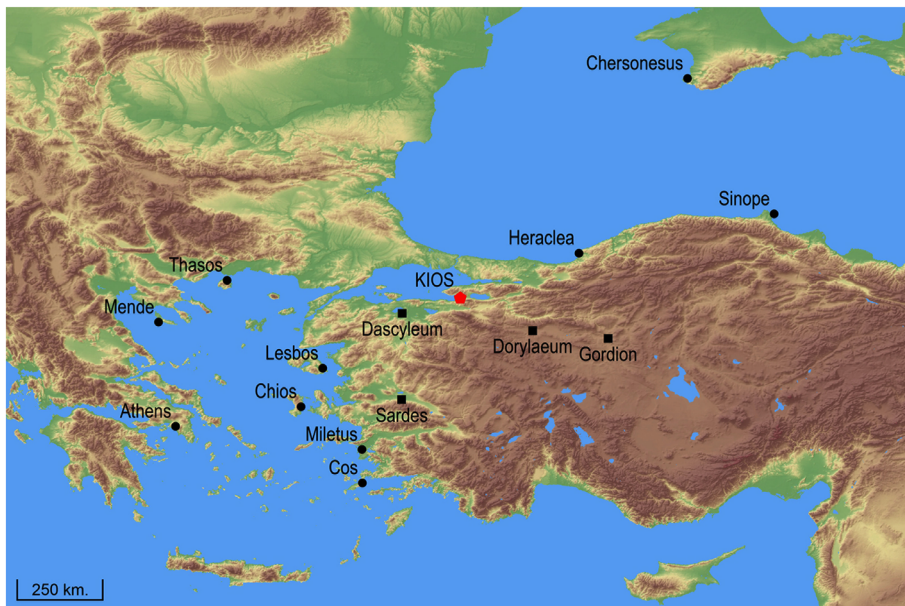 Chersonesus
Sinope
Heraclea
Thasos
KIOS
Mende
Dascyleum
Dorylaeum
Gordion
Lesbos
Chios
Athens
Sardes
Miletus
Cos
250 km.